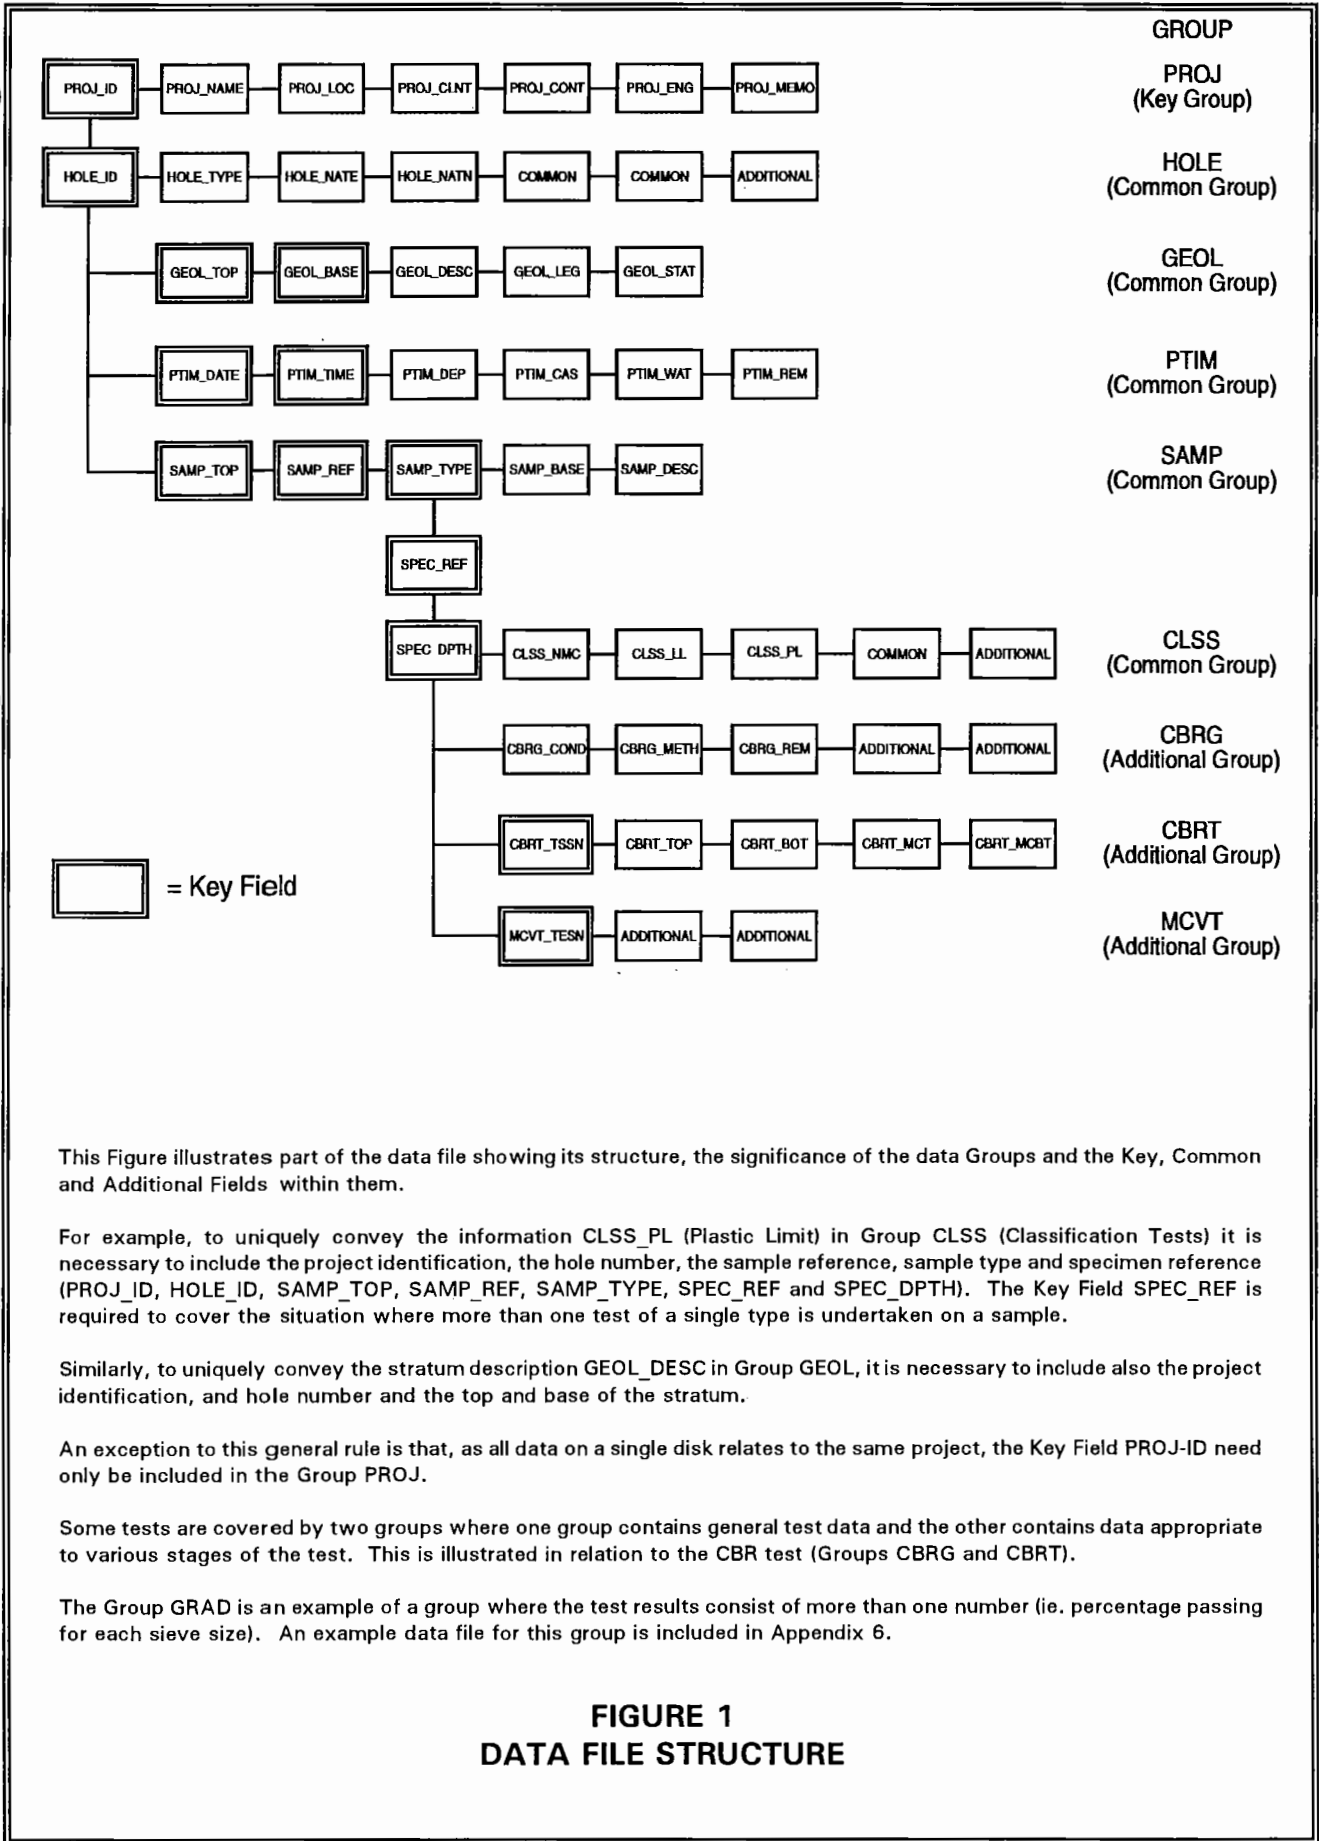 GROUP
PROJ_ID PROJ_NAME PROJ_LOC PROJ_CLNT PROJ_CONT PROJ_ENG PROJ_MEMO PROJ
(Key Group)
HOLE_ID HOLE_TYPE HOLE_NATE HOLE_NATN COMMON COMMON ADDITIONAL HOLE
(Common Group)
GEOL_TOP GEOL_BASE GEOL_DESC GEOL_LEG GEOL_STAT GEOL
(Common Group)
PTIM_DATE PTIM_TIME PTIM_DEP PTIM_CAS PTIM_WAT PTIM_REM PTIM
(Common Group)
SAMP_TOP SAMP_REF SAMP_TYPE SAMP_BASE SAMP_DESC SAMP
(Common Group)
SPEC_REF
SPEC DPTH CLSS_NMC CLSS_LL CLSS_PL COMMON ADDITIONAL CLSS
(Common Group)
CBRG_COND CBRG_METH CBRG_REM ADDITIONAL ADDITIONAL CBRG
(Additional Group)
CBRT_TSSN CBRT_TOP CBRT_BOT CBRT_MCT CBRT_MCBT CBRT
(Additional Group)
= Key Field
MCVT_TESN ADDITIONAL ADDITIONAL MCVT
(Additional Group)
This Figure illustrates part of the data file showing its structure, the significance of the data Groups and the Key, Common
and Additional Fields within them.
For example, to uniquely convey the information CLSS_PL (Plastic Limit) in Group CLSS (Classification Tests) it is
necessary to include the project identification, the hole number, the sample reference, sample type and specimen reference
(PROJ_ID, HOLE_ID, SAMP_TOP, SAMP_REF, SAMP_TYPE, SPEC_REF and SPEC_DPTH). The Key Field SPEC_REF is
required to cover the situation where more than one test of a single type is undertaken on a sample.
Similarly, to uniquely convey the stratum description GEOL_DESC in Group GEOL, it is necessary to include also the project
identification, and hole number and the top and base of the stratum.
An exception to this general rule is that, as all data on a single disk relates to the same project, the Key Field PROJ-ID need
only be included in the Group PROJ.
Some tests are covered by two groups where one group contains general test data and the other contains data appropriate
to various stages of the test. This is illustrated in relation to the CBR test (Groups CBRG and CBRT).
The Group GRAD is an example of a group where the test results consist of more than one number (ie. percentage passing
for each sieve size). An example data file for this group is included in Appendix 6.
FIGURE 1
DATA FILE STRUCTURE